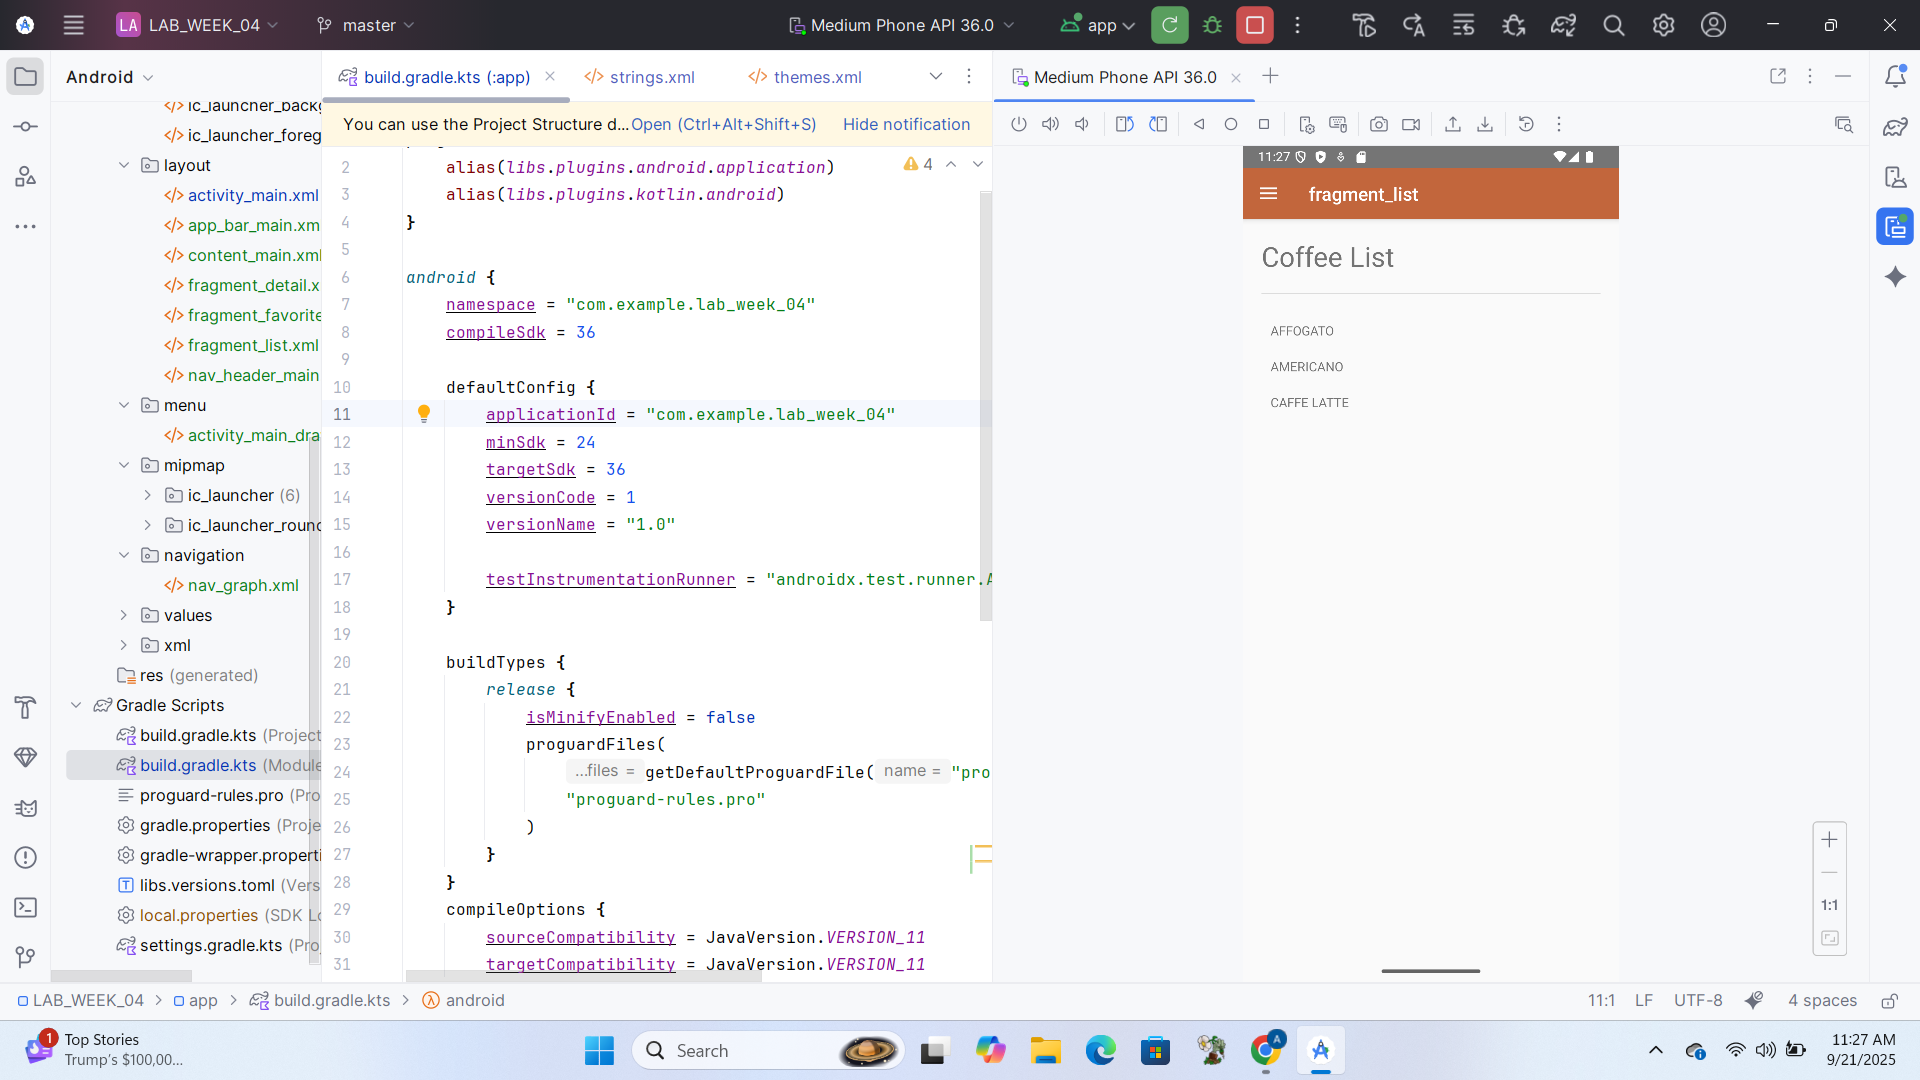 LA LAB_WEEK_04 master Medium Phone API 36.0 app
Android
build.gradle.kts (:app) strings.xml themes.xml
Medium Phone API 36.0
You can use the Project Structure d...Open (Ctrl+Alt+Shift+S) Hide notification
ic_launcher_backg
ic_launcher_foreg
layout
activity_main.xml
app_bar_main.xm
content_main.xml
fragment_detail.x
fragment_favorite
fragment_list.xml
nav_header_main
menu
activity_main_dra
mipmap
ic_launcher (6)
ic_launcher_round
navigation
nav_graph.xml
values
xml
res (generated)
Gradle Scripts
build.gradle.kts (Project
build.gradle.kts (Module
proguard-rules.pro (Pro
gradle.properties (Proje
gradle-wrapper.properti
libs.versions.toml (Vers
local.properties (SDK Lo
settings.gradle.kts (Pro
4
2 alias(libs.plugins.android.application)
3 alias(libs.plugins.kotlin.android)
4 }
5
6 android {
7 namespace = "com.example.lab_week_04"
8 compileSdk = 36
9
10 defaultConfig {
11 applicationId = "com.example.lab_week_04"
12 minSdk = 24
13 targetSdk = 36
14 versionCode = 1
15 versionName = "1.0"
16
17 testInstrumentationRunner = "androidx.test.runner.A
18 }
19
20 buildTypes {
21 release {
22 isMinifyEnabled = false
23 proguardFiles(
24 ...files = getDefaultProguardFile( name = "pro
25 "proguard-rules.pro"
26 )
27 }
28 }
29 compileOptions {
30 sourceCompatibility = JavaVersion.VERSION_11
31 targetCompatibility = JavaVersion.VERSION_11
11:27
fragment_list
Coffee List
AFFOGATO
AMERICANO
CAFFE LATTE
1:1
LAB_WEEK_04 > app > build.gradle.kts > android
11:1 LF UTF-8 4 spaces
1
Top Stories
Trump's $100,00...
Search
A
11:27 AM
9/21/2025